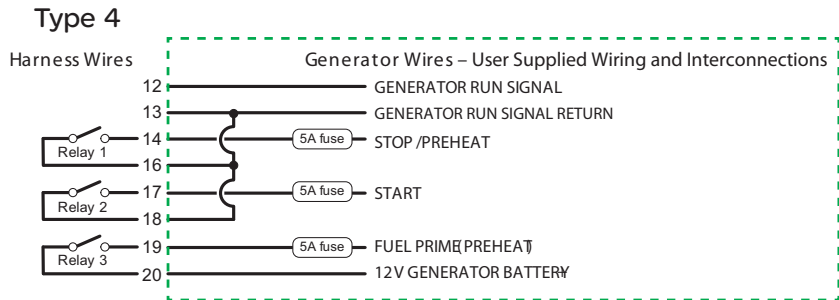 Type 4
Harness Wires
Generator Wires – User Supplied Wiring and Interconnections
12 GENERATOR RUN SIGNAL
13 GENERATOR RUN SIGNAL RETURN
14 5A fuse STOP /PREHEAT
Relay 1
16
17 5A fuse START
Relay 2
18
19 5A fuse FUEL PRIME(PREHEAT)
Relay 3
20 12V GENERATOR BATTERY+